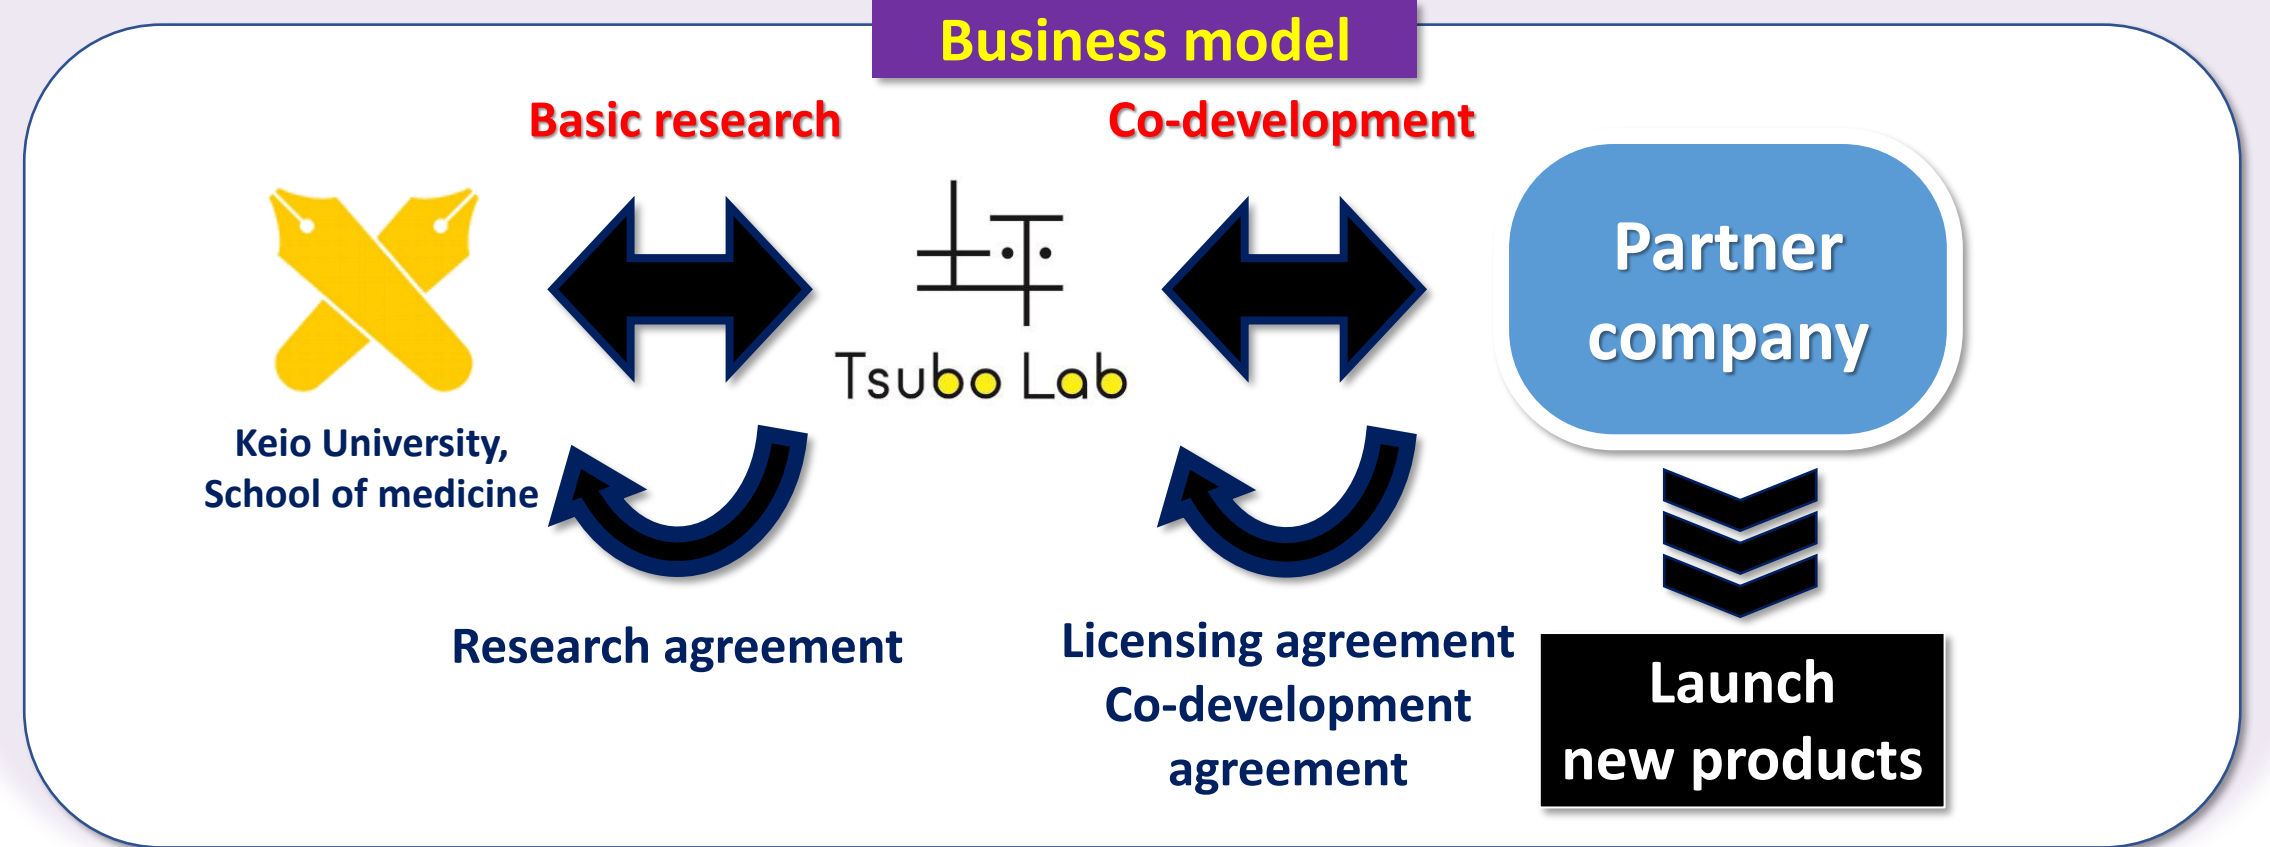 Business model
Basic research
Co-development
Tsubo Lab
Partner
company
Keio University,
School of medicine
Research agreement
Licensing agreement
Co-development
agreement
Launch
new products